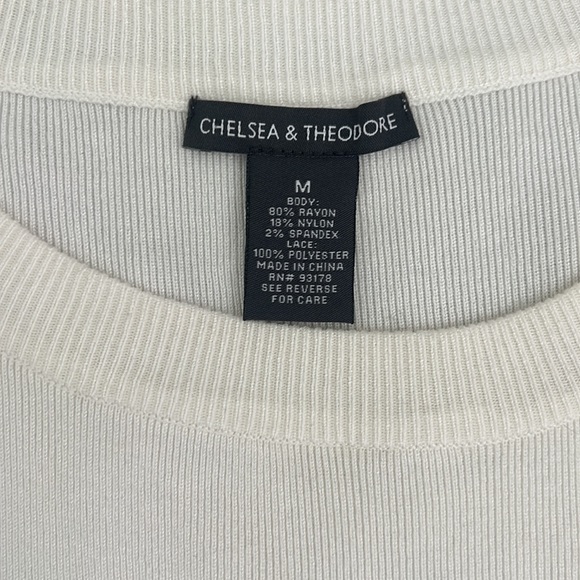 CHELSEA & THEODORE
M
BODY:
80% RAYON
18% NYLON
2% SPANDEX
LACE:
100% POLYESTER
MADE IN CHINA
RN# 93178
SEE REVERSE
FOR CARE